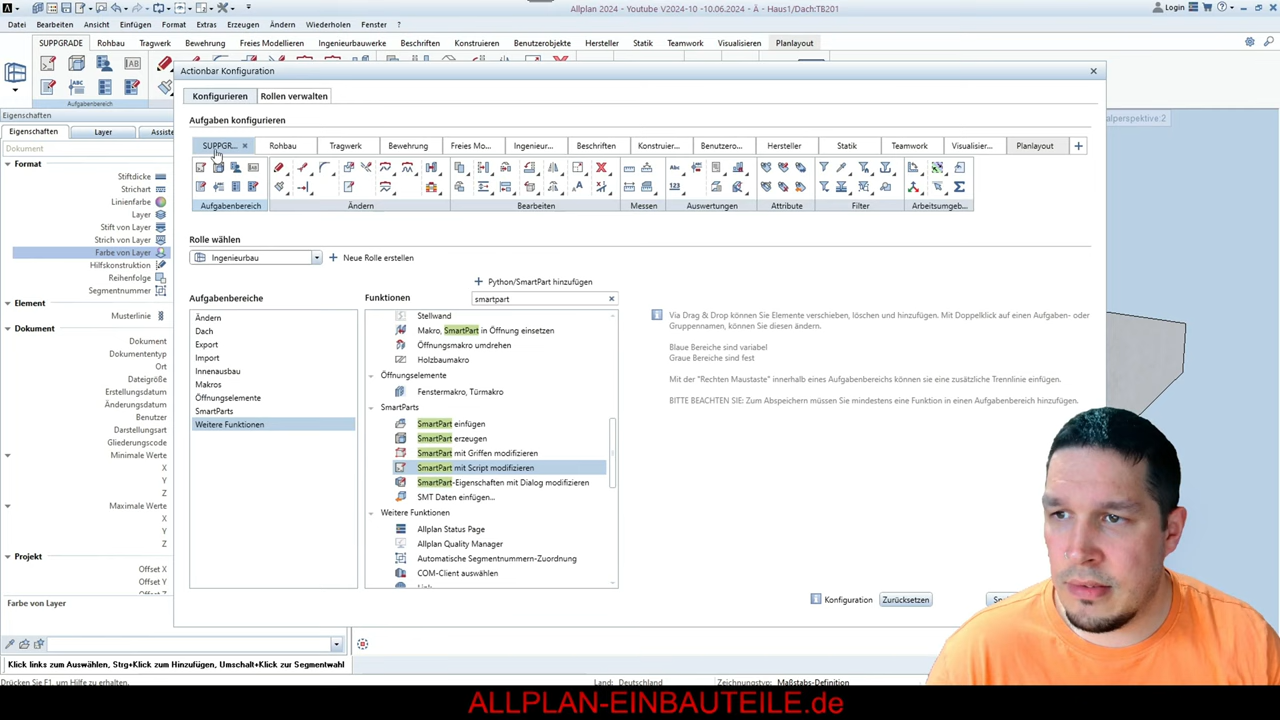 Allplan 2024 - Youtube V2024-10 -10.06.2024 - A - Haus1/Dach:TB201
Login
Datei Bearbeiten Ansicht Einfügen Format Extras Erzeugen Ändern Wiederholen Fenster
SUPPGRADE Rohbau Tragwerk Bewehrung Freies Modellieren Ingenieurbauwerke Beschriften Konstruieren Benutzerobjekte Hersteller Statik Teamwork Visualisieren Planlayout
Aufgabenbereich
Actionbar Konfiguration
Konfigurieren Rollen verwalten
Aufgaben konfigurieren
SUPPGR... Rohbau Tragwerk Bewehrung Freies Mo... Ingenieur... Beschriften Konstruier... Benutzero... Hersteller Statik Teamwork Visualisier... Planlayout
Aufgabenbereich Ändern Bearbeiten Messen Auswertungen Attribute Filter Arbeitsumgeb...
Rolle wählen
Ingenieurbau Neue Rolle erstellen
Python/SmartPart hinzufügen
Aufgabenbereiche Funktionen smartpart
Ändern
Dach
Export
Import
Innenausbau
Makros
Öffnungselemente
SmartParts
Weitere Funktionen
Stellwand
Makro, SmartPart in Öffnung einsetzen
Öffnungsmakro umdrehen
Holzbaumakro
Öffnungselemente
Fenstermakro, Türmakro
SmartParts
SmartPart einfügen
SmartPart erzeugen
SmartPart mit Griffen modifizieren
SmartPart mit Script modifizieren
SmartPart-Eigenschaften mit Dialog modifizieren
SMT Daten einfügen...
Weitere Funktionen
Allplan Status Page
Allplan Quality Manager
Automatische Segmentnummern-Zuordnung
COM-Client auswählen
Via Drag & Drop können Sie Elemente verschieben, löschen und hinzufügen. Mit Doppelklick auf einen Aufgaben- oder
Gruppennamen, können Sie diesen ändern.
Blaue Bereiche sind variabel
Graue Bereiche sind fest
Mit der "Rechten Maustaste" innerhalb eines Aufgabenbereichs können sie eine zusätzliche Trennlinie einfügen.
BITTE BEACHTEN SIE: Zum Abspeichern müssen Sie mindestens eine Funktion in einen Aufgabenbereich hinzufügen.
Konfiguration Zurücksetzen
Eigenschaften
Eigenschaften Layer
Dokument
Format
Stiftdicke
Strichart
Linienfarbe
Layer
Stift von Layer
Strich von Layer
Farbe von Layer
Hilfskonstruktion
Reihenfolge
Segmentnummer
Element
Musterlinie
Dokument
Dokument
Dokumententyp
Ort
Dateigröße
Erstellungsdatum
Änderungsdatum
Benutzer
Darstellungsart
Gliederungscode
Minimale Werte
X
Y
Z
Maximale Werte
X
Y
Z
Projekt
Offset X
Offset Y
Offset Z
Farbe von Layer
Klick links zum Auswählen, Strg+Klick zum Hinzufügen, Umschalt+Klick zur Segmentwahl
Drücken Sie F1, um Hilfe zu erhalten.
Land: Deutschland
Zeichnungstyp: Maßstabs-Definition
ALLPLAN-EINBAUTEILE.de